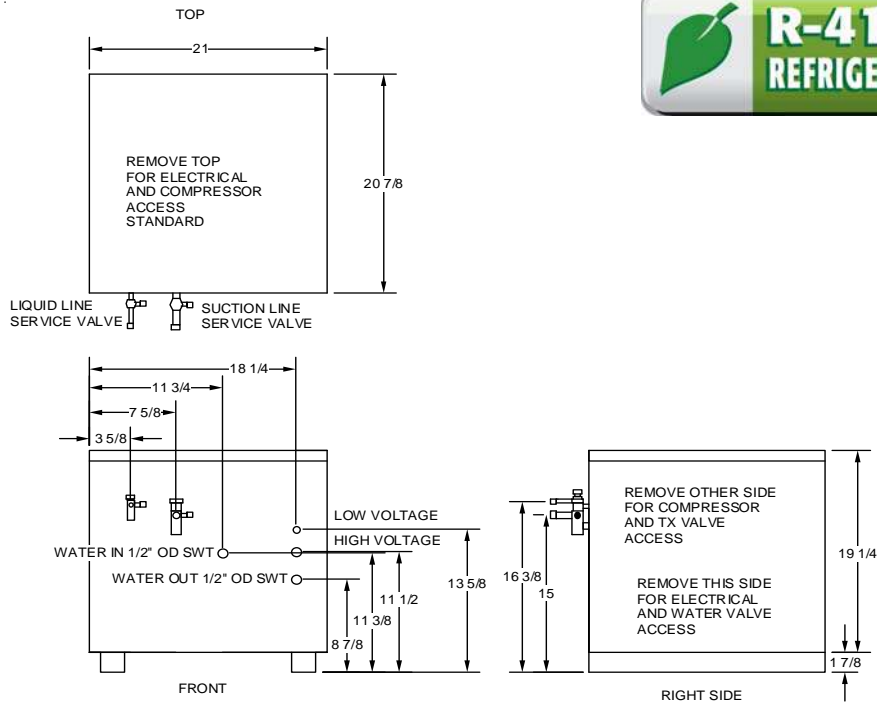 TOP
21
R-41
REFRIGE
REMOVE TOP
FOR ELECTRICAL
AND COMPRESSOR
ACCESS
STANDARD
20 7/8
LIQUID LINE
SERVICE VALVE
SUCTION LINE
SERVICE VALVE
18 1/4
11 3/4
7 5/8
3 5/8
LOW VOLTAGE
HIGH VOLTAGE
WATER IN 1/2" OD SWT
WATER OUT 1/2" OD SWT
13 5/8
11 1/2
11 3/8
8 7/8
FRONT
16 3/8
15
REMOVE OTHER SIDE
FOR COMPRESSOR
AND TX VALVE
ACCESS
REMOVE THIS SIDE
FOR ELECTRICAL
AND WATER VALVE
ACCESS
19 1/4
1 7/8
RIGHT SIDE